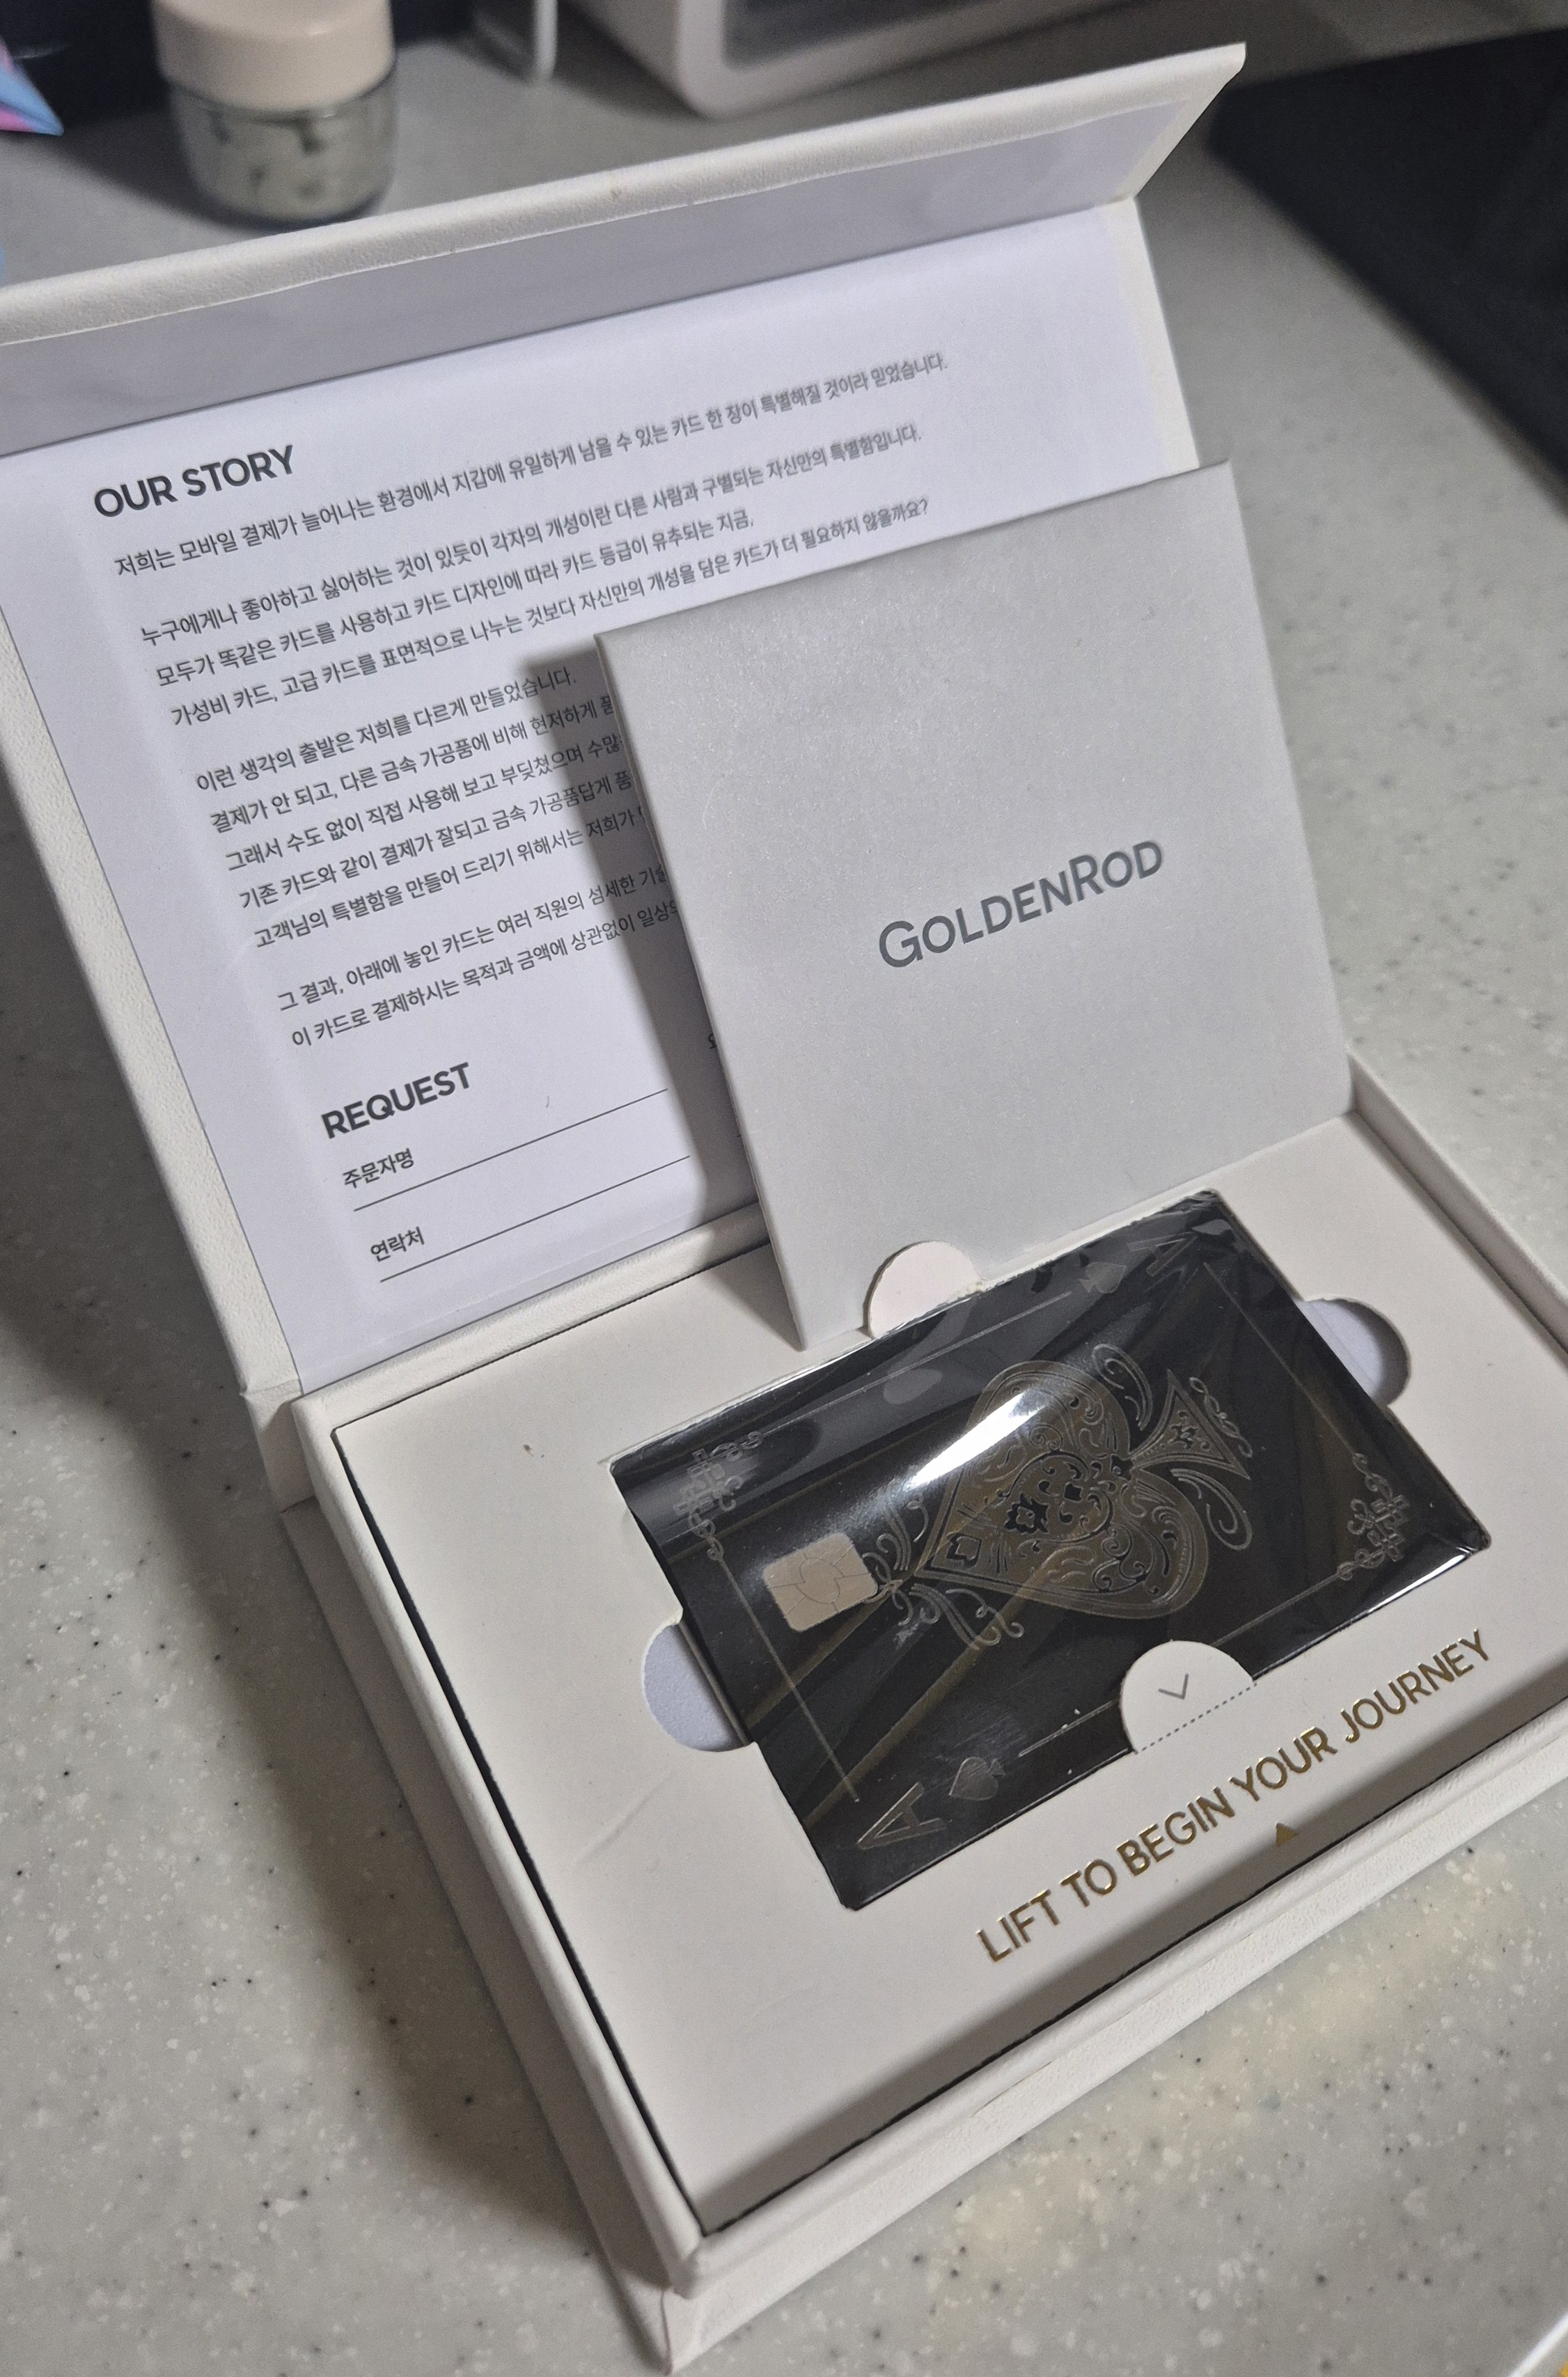 OUR STORY
저희는 모바일 결제가 늘어나는 환경에서 지갑에 유일하게 남을 수 있는 카드 한 장이 특별해질 것이라 믿었습니다.
누구에게나 좋아하고 싫어하는 것이 있듯이 각자의 개성이란 다른 사람과 구별되는 자신만의 특별함입니다.
모두가 똑같은 카드를 사용하고 카드 디자인에 따라 카드 등급이 유추되는 지금,
가성비 카드, 고급 카드를 표면적으로 나누는 것보다 자신만의 개성을 담은 카드가 더 필요하지 않을까요?
이런 생각의 출발은 저희를 다르게 만들었습니다.
결제가 안 되고, 다른 금속 가공품에 비해 현저하게
그래서 수도 없이 직접 사용해 보고 부딪쳤으며
기존 카드와 같이 결제가 잘되고 금속 가공품답게
고객님의 특별함을 만들어 드리기 위해서는 저희가
그 결과, 아래에 놓인 카드는 여러 직원의 섬세한
이 카드로 결제하시는 목적과 금액에 상관없이
REQUEST
주문자명
연락처
GOLDENROD
A
A
LIFT TO BEGIN YOUR JOURNEY